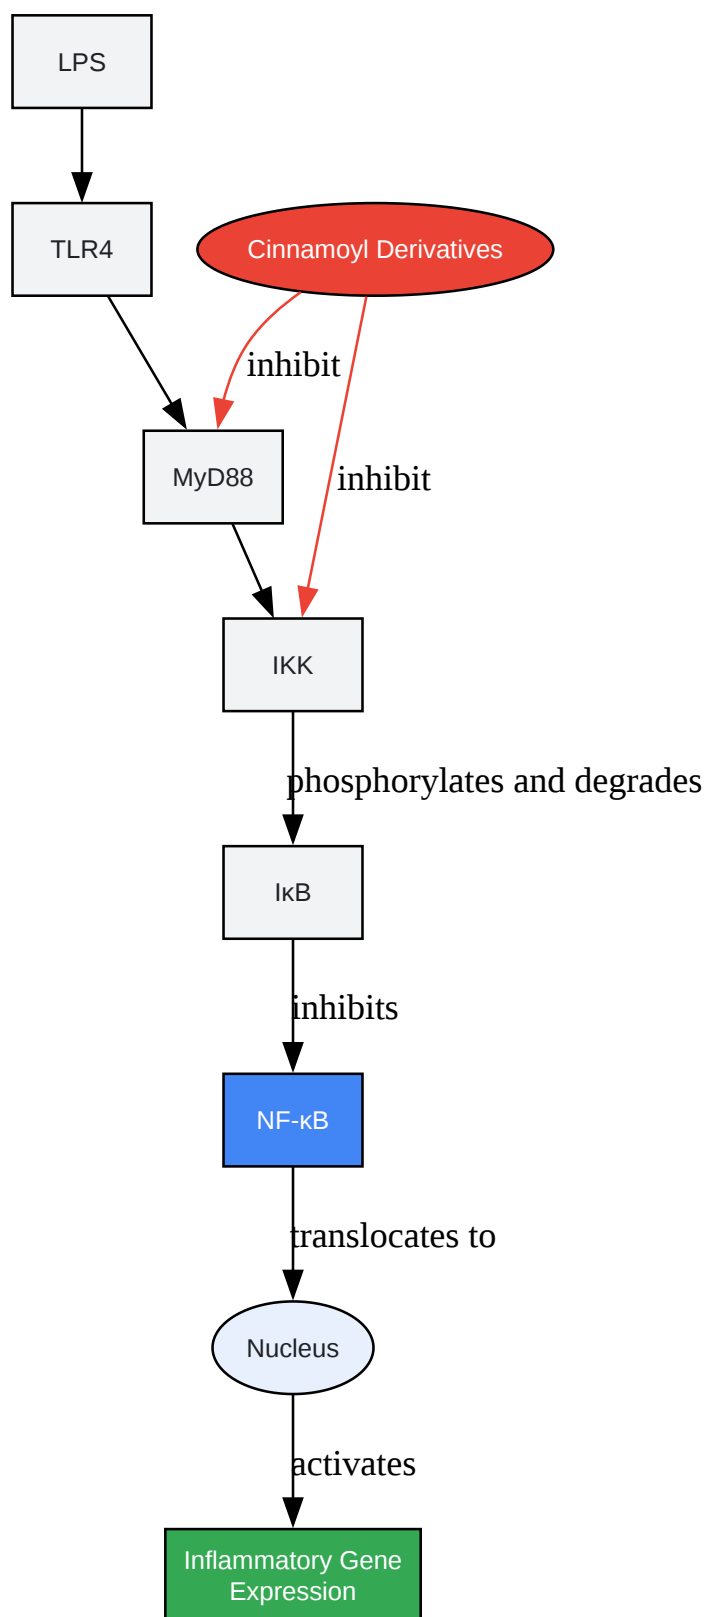 LPS
TLR4
Cinnamoyl Derivatives
inhibit
MyD88
inhibit
IKK
phosphorylates and degrades
IκB
inhibits
NF-κB
translocates to
Nucleus
activates
Inflammatory Gene
Expression